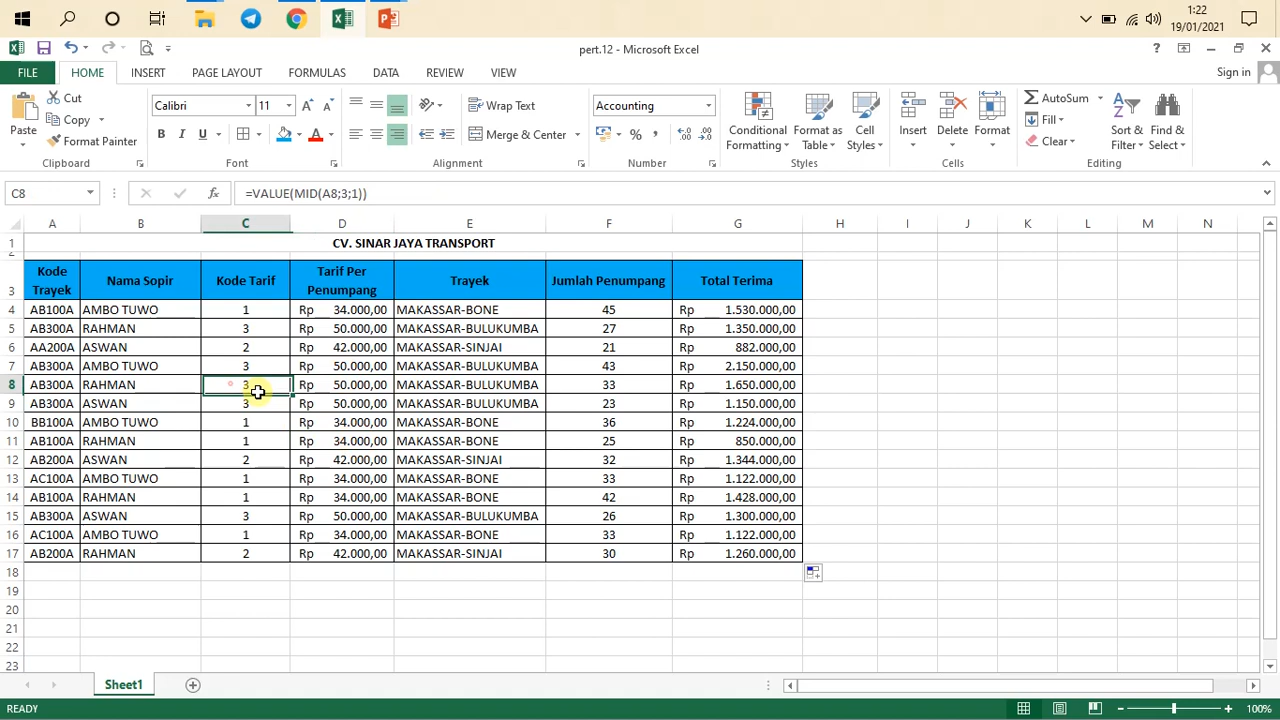 1:22
19/01/2021
pert.12 - Microsoft Excel
FILE HOME INSERT PAGE LAYOUT FORMULAS DATA REVIEW VIEW Sign in
Paste
Cut
Copy
Format Painter
Clipboard
Calibri 11
B I U
Font
Wrap Text
Merge & Center
Alignment
Accounting
%
Number
Conditional Formatting
Format as Table
Cell Styles
Styles
Insert
Delete
Format
Cells
AutoSum
Fill
Clear
Sort & Filter
Find & Select
Editing
C8 fx =VALUE(MID(A8;3;1))
A B C D E F G H I J K L M N
1 CV. SINAR JAYA TRANSPORT
2
3 Kode Trayek Nama Sopir Kode Tarif Tarif Per Penumpang Trayek Jumlah Penumpang Total Terima
4 AB100A AMBO TUWO 1 Rp 34.000,00 MAKASSAR-BONE 45 Rp 1.530.000,00
5 AB300A RAHMAN 3 Rp 50.000,00 MAKASSAR-BULUKUMBA 27 Rp 1.350.000,00
6 AA200A ASWAN 2 Rp 42.000,00 MAKASSAR-SINJAI 21 Rp 882.000,00
7 AB300A AMBO TUWO 3 Rp 50.000,00 MAKASSAR-BULUKUMBA 43 Rp 2.150.000,00
8 AB300A RAHMAN 3 Rp 50.000,00 MAKASSAR-BULUKUMBA 33 Rp 1.650.000,00
9 AB300A ASWAN 3 Rp 50.000,00 MAKASSAR-BULUKUMBA 23 Rp 1.150.000,00
10 BB100A AMBO TUWO 1 Rp 34.000,00 MAKASSAR-BONE 36 Rp 1.224.000,00
11 AB100A RAHMAN 1 Rp 34.000,00 MAKASSAR-BONE 25 Rp 850.000,00
12 AB200A ASWAN 2 Rp 42.000,00 MAKASSAR-SINJAI 32 Rp 1.344.000,00
13 AC100A AMBO TUWO 1 Rp 34.000,00 MAKASSAR-BONE 33 Rp 1.122.000,00
14 AB100A RAHMAN 1 Rp 34.000,00 MAKASSAR-BONE 42 Rp 1.428.000,00
15 AB300A ASWAN 3 Rp 50.000,00 MAKASSAR-BULUKUMBA 26 Rp 1.300.000,00
16 AC100A AMBO TUWO 1 Rp 34.000,00 MAKASSAR-BONE 33 Rp 1.122.000,00
17 AB200A RAHMAN 2 Rp 42.000,00 MAKASSAR-SINJAI 30 Rp 1.260.000,00
18
19
20
21
22
23
Sheet1
READY 100%